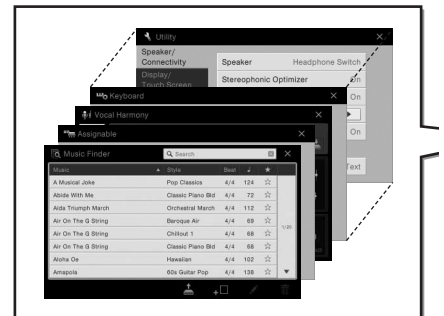 Utility
Speaker/
Connectivity
Speaker Headphone Switch
Display/
Touch Screen
Stereophonic Optimizer On
Keyboard On
Vocal Harmony
Assignable On
Text
Music Finder Search
Music Style Beat
A Musical Joke Pop Classics 4/4 124
Abide With Me Classic Piano Bld 4/4 72
Aida Triumph March Orchestral March 4/4 112
Air On The G String Baroque Air 4/4 69
Air On The G String Chillout 1 4/4 68
Air On The G String Classic Piano Bld 4/4 68
Aloha Oe Hawaiian 4/4 102
Amapola 60s Guitar Pop 4/4 138